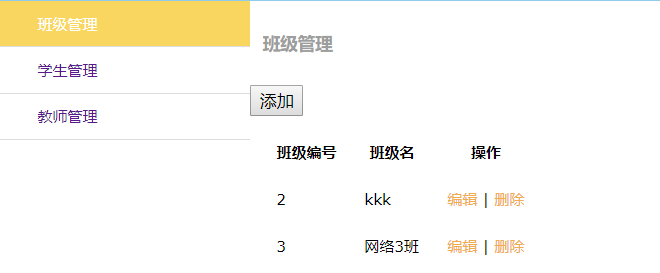 班级管理
学生管理
教师管理
班级管理
添加
班级编号 班级名 操作
2 kkk 编辑 | 删除
3 网络3班 编辑 | 删除